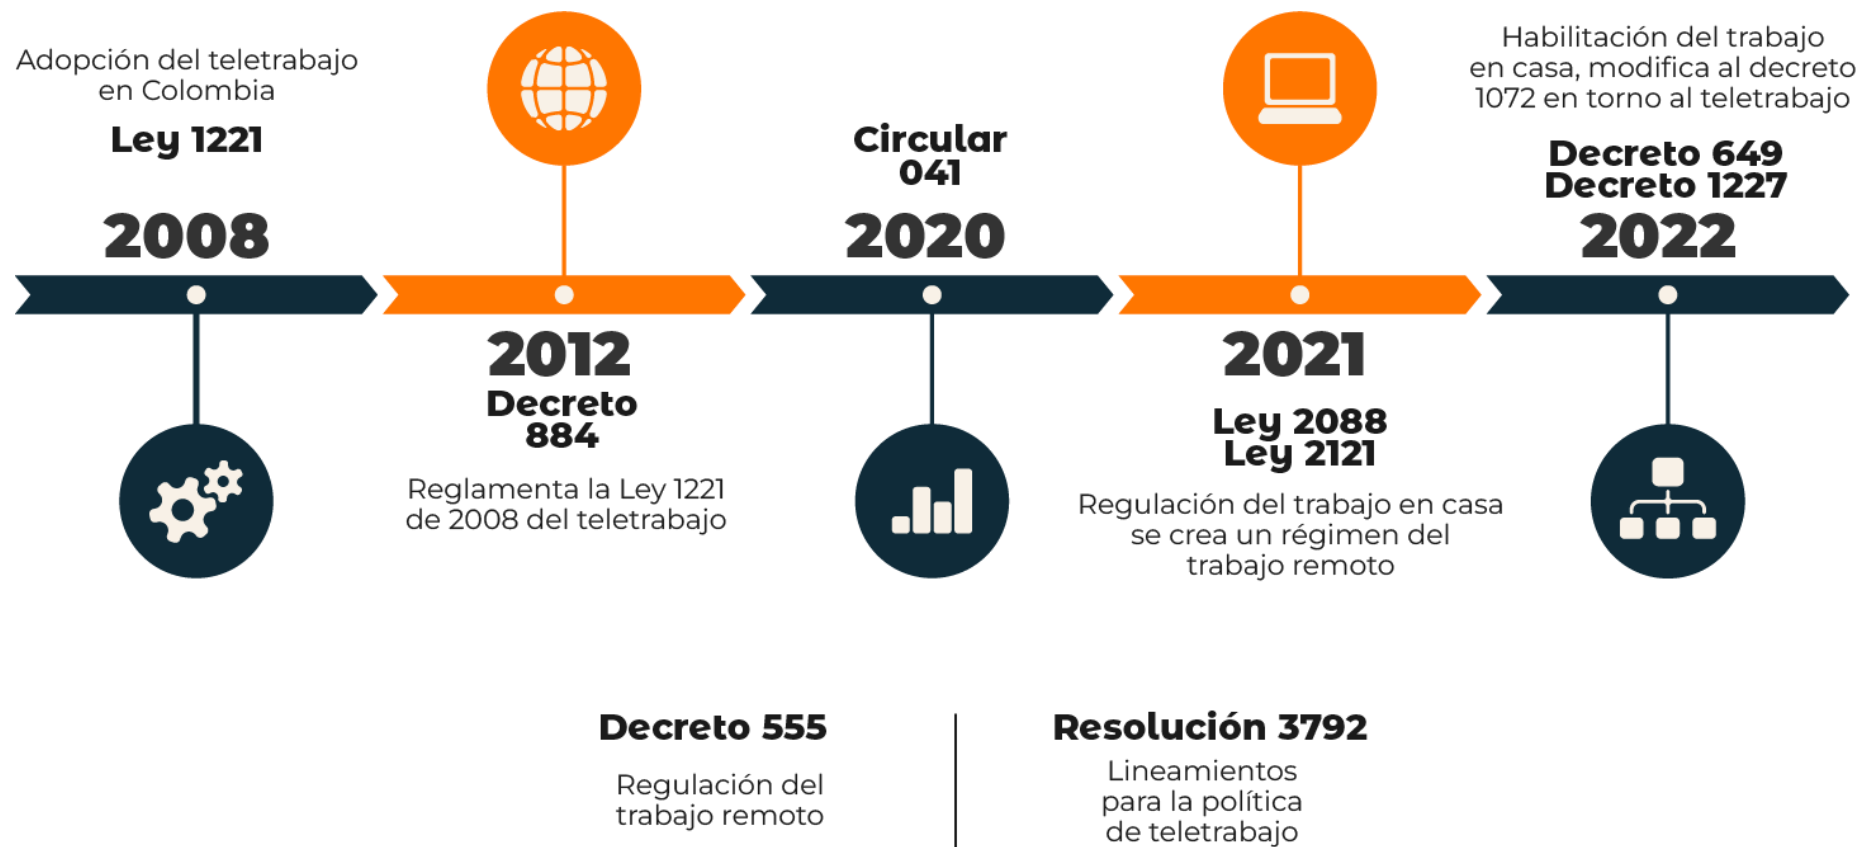 Adopción del teletrabajo
en Colombia
Ley 1221
2008
2012
Decreto
884
Reglamenta la Ley 1221
de 2008 del teletrabajo
Circular
041
2020
2021
Ley 2088
Ley 2121
Regulación del trabajo en casa
se crea un régimen del
trabajo remoto
Habilitación del trabajo
en casa, modifica al decreto
1072 en torno al teletrabajo
Decreto 649
Decreto 1227
2022
Decreto 555
Regulación del
trabajo remoto
Resolución 3792
Lineamientos
para la política
de teletrabajo